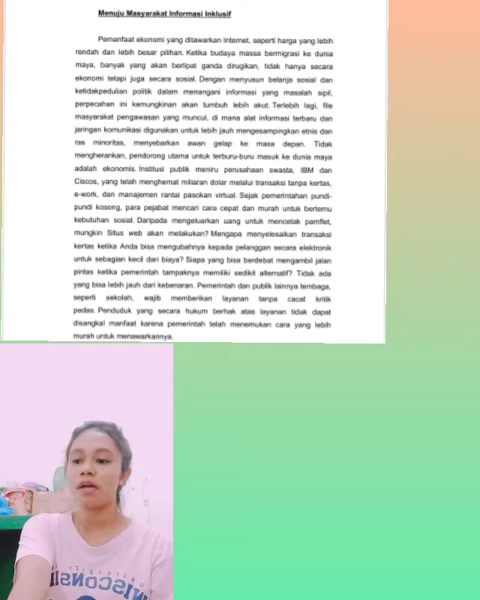 Menuju Masyarakat Informasi Inklusif
Pemanfaat ekonomi yang ditawarkan Internet, seperti harga yang lebih
rendah dan lebih besar pilihan. Ketika budaya massa bermigrasi ke dunia
maya, banyak yang akan berlipat ganda dirugikan, tidak hanya secara
ekonomi tetapi juga secara sosial. Dengan menyusun belanja sosial dan
ketidakpedulian politik dalam menangani informasi yang masalah sipil,
perpecahan ini kemungkinan akan tumbuh lebih akut. Terlebih lagi, file
masyarakat pengawasan yang muncul, di mana alat informasi terbaru dan
jaringan komunikasi digunakan untuk lebih jauh mengesampingkan etnis dan
ras minoritas, menyebarkan awan gelap ke masa depan. Tidak
mengherankan, pendorong utama untuk terburu-buru masuk ke dunia maya
adalah ekonomis. Institusi publik meniru perusahaan swasta, IBM dan
Ciscos, yang telah menghemat miliaran dolar melalui transaksi tanpa kertas,
e-work, dan manajemen rantai pasokan virtual. Sejak pemerintahan pundi-
pundi kosong, para pejabat mencari cara cepat dan murah untuk bertemu
kebutuhan sosial. Daripada mengeluarkan uang untuk mencetak pamflet,
mungkin Situs web akan melakukan? Mengapa menyelesaikan transaksi
kertas ketika Anda bisa mengubahnya kepada pelanggan secara elektronik
untuk sebagian kecil dari biaya? Siapa yang bisa berdebat mengambil jalan
pintas ketika pemerintah tampaknya memiliki sedikit alternatif? Tidak ada
yang bisa lebih jauh dari kebenaran. Pemerintah dan publik lainnya lembaga,
seperti sekolah, wajib memberikan layanan tanpa cacat kritik
pedas. Penduduk yang secara hukum berhak atas layanan tidak dapat
disangkal manfaat karena pemerintah telah menemukan cara yang lebih
murah untuk menawarkannya.